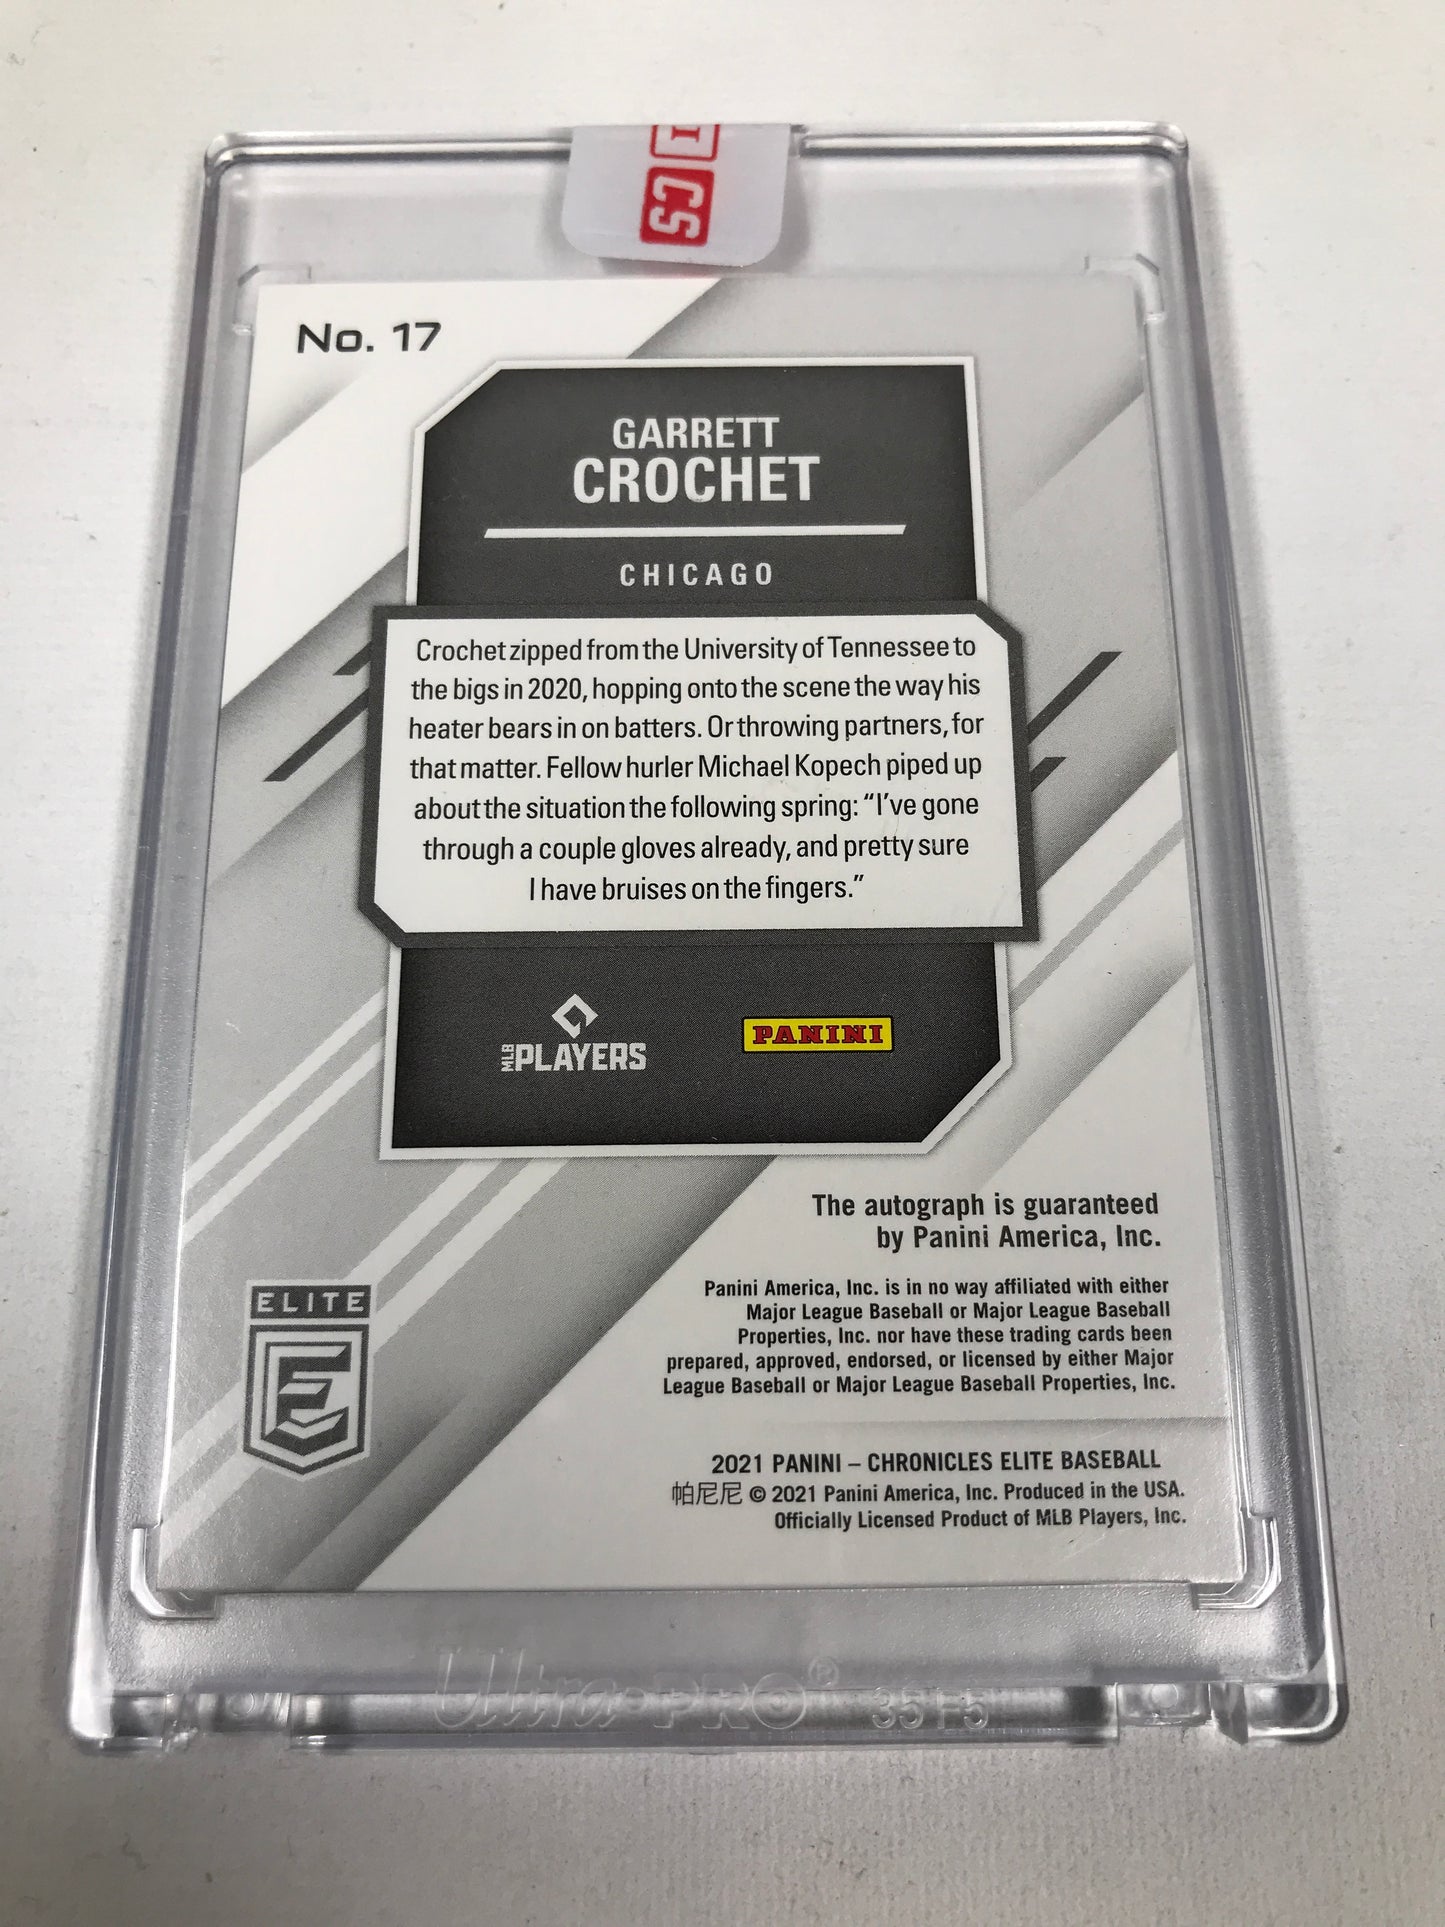 I
CS
No. 17
GARRETT
CROCHET
CHICAGO
Crochet zipped from the University of Tennessee to
the bigs in 2020, hopping onto the scene the way his
heater bears in on batters. Or throwing partners, for
that matter. Fellow hurler Michael Kopech piped up
about the situation the following spring: “I’ve gone
through a couple gloves already, and pretty sure
I have bruises on the fingers.”
MLB PLAYERS
PANINI
The autograph is guaranteed
by Panini America, Inc.
Panini America, Inc. is in no way affiliated with either
Major League Baseball or Major League Baseball
Properties, Inc. nor have these trading cards been
prepared, approved, endorsed, or licensed by either Major
League Baseball or Major League Baseball Properties, Inc.
ELITE
E
2021 PANINI – CHRONICLES ELITE BASEBALL
帕尼尼 © 2021 Panini America, Inc. Produced in the USA.
Officially Licensed Product of MLB Players, Inc.
Ultra•PRO®